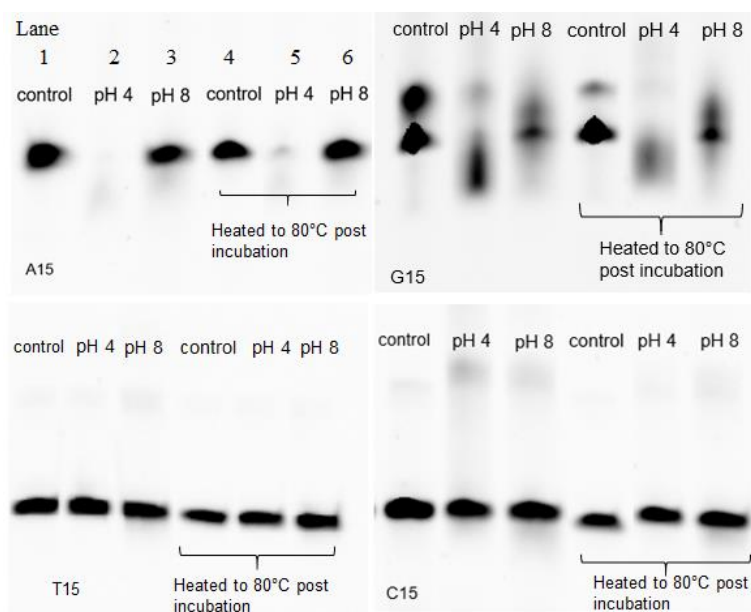 Lane
1 2 3 4 5 6
control pH 4 pH 8 control pH 4 pH 8
Heated to 80°C post
incubation
A15
control pH 4 pH 8 control pH 4 pH 8
Heated to 80°C
post incubation
G15
control pH 4 pH 8 control pH 4 pH 8
Heated to 80°C post
incubation
T15
control pH 4 pH 8 control pH 4 pH 8
Heated to 80°C post
incubation
C15